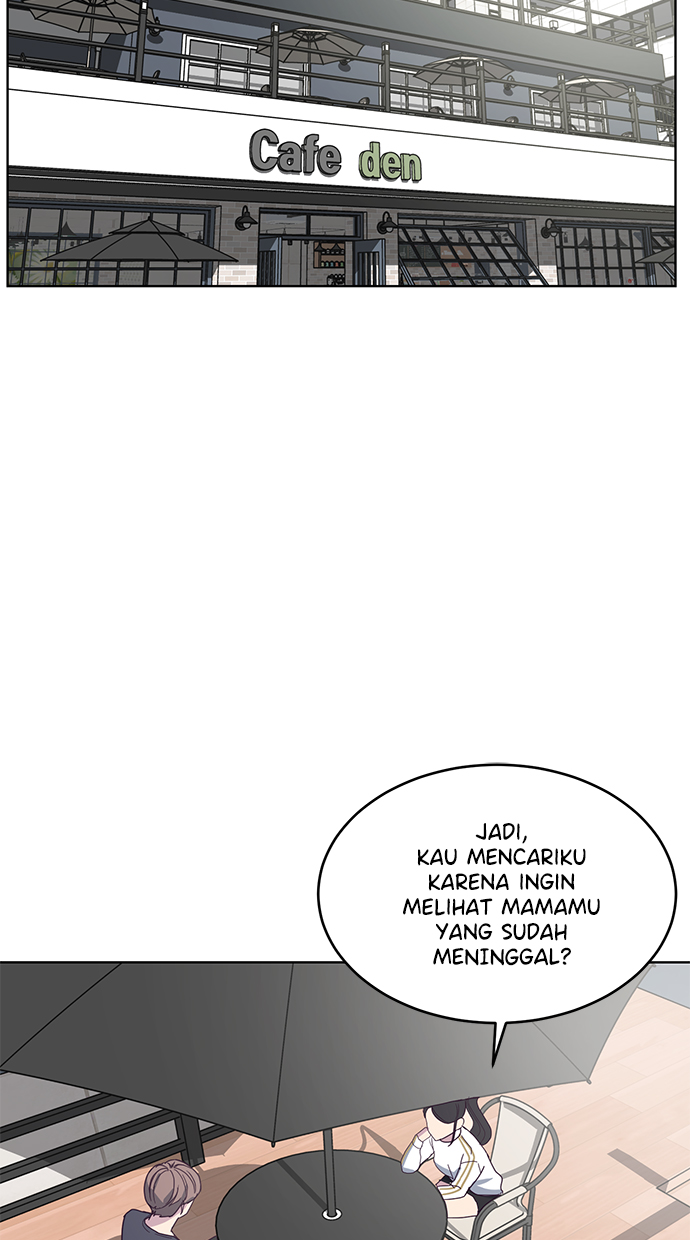 Cafe den
JADI,
KAU MENCARIKU
KARENA INGIN
MELIHAT MAMAMU
YANG SUDAH
MENINGGAL?